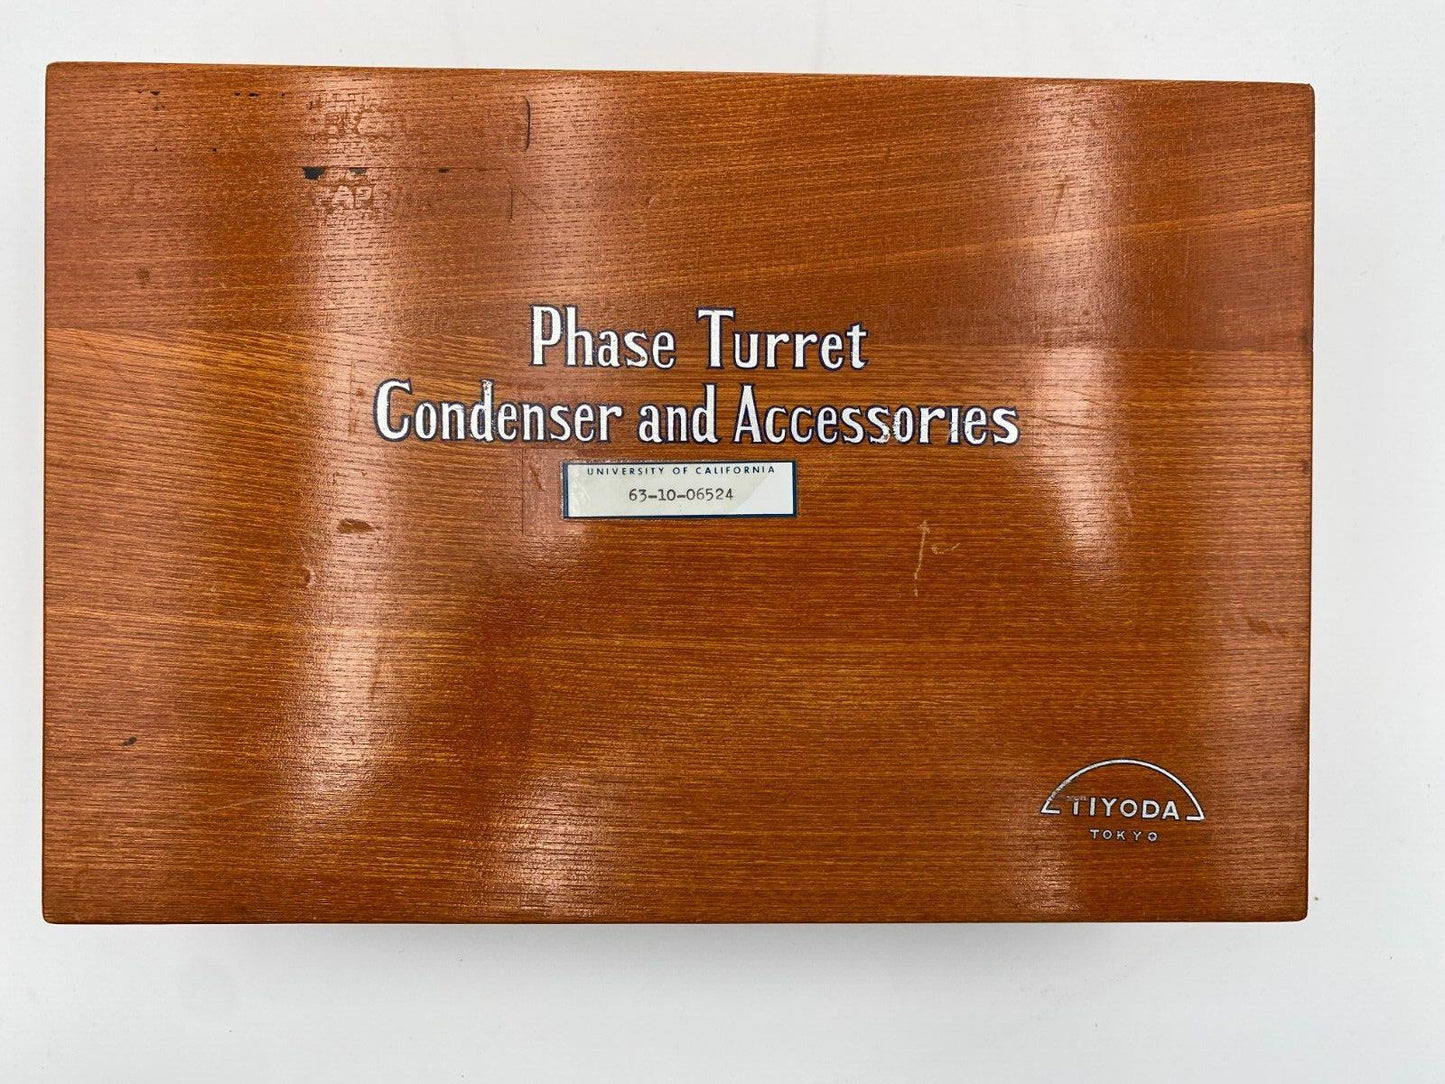 Phase Turret
Condenser and Accessories
UNIVERSITY OF CALIFORNIA
63-10-06524
TIYODA
TOKYO